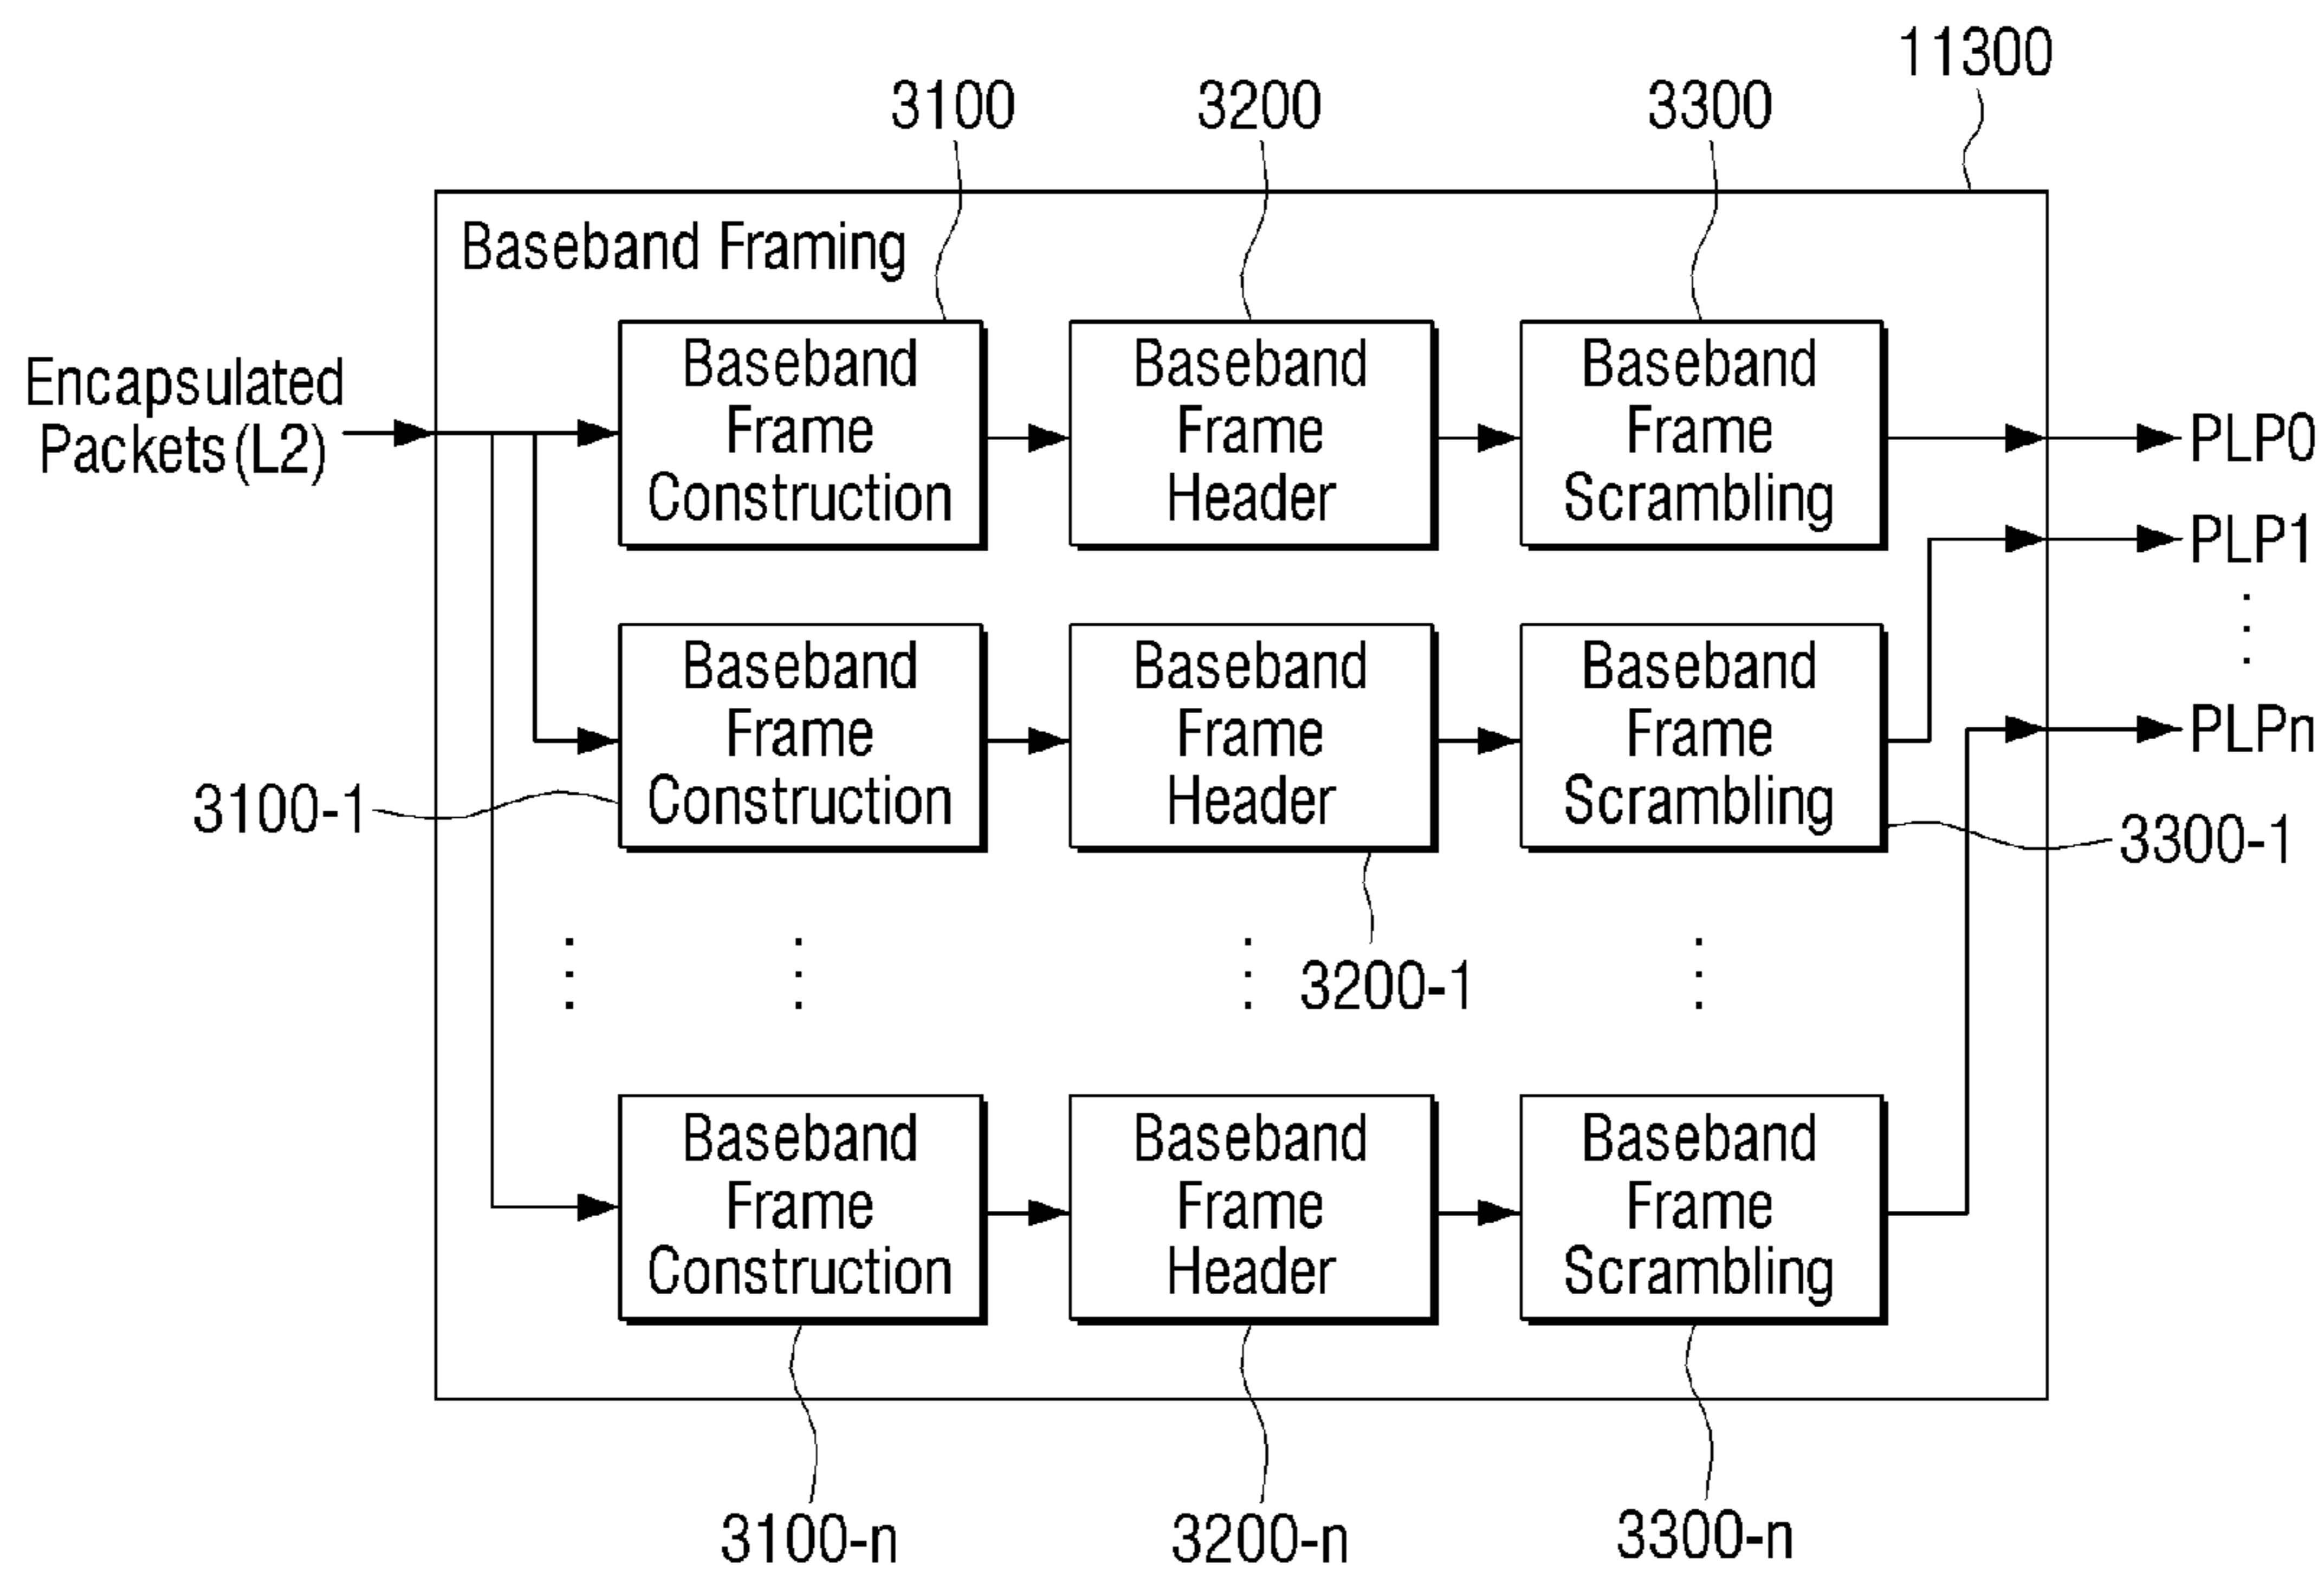 11300
3100
3200
3300
Baseband Framing
Encapsulated
Packets(L2)
Baseband
Frame
Construction
Baseband
Frame
Header
Baseband
Frame
Scrambling
PLP0
PLP1
PLPn
Baseband
Frame
Construction
Baseband
Frame
Header
Baseband
Frame
Scrambling
3100-1
3300-1
3200-1
Baseband
Frame
Construction
Baseband
Frame
Header
Baseband
Frame
Scrambling
3100-n
3200-n
3300-n